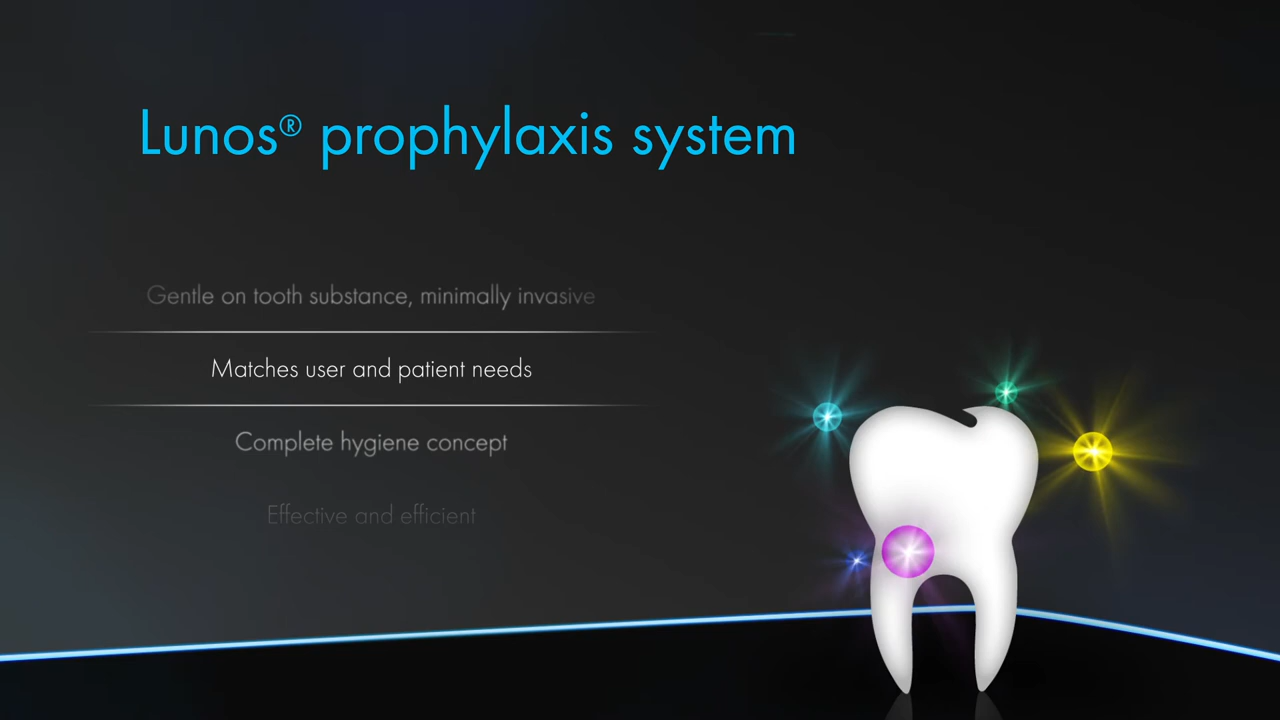 Lunos® prophylaxis system
Gentle on tooth substance, minimally invasive
Matches user and patient needs
Complete hygiene concept
Effective and efficient